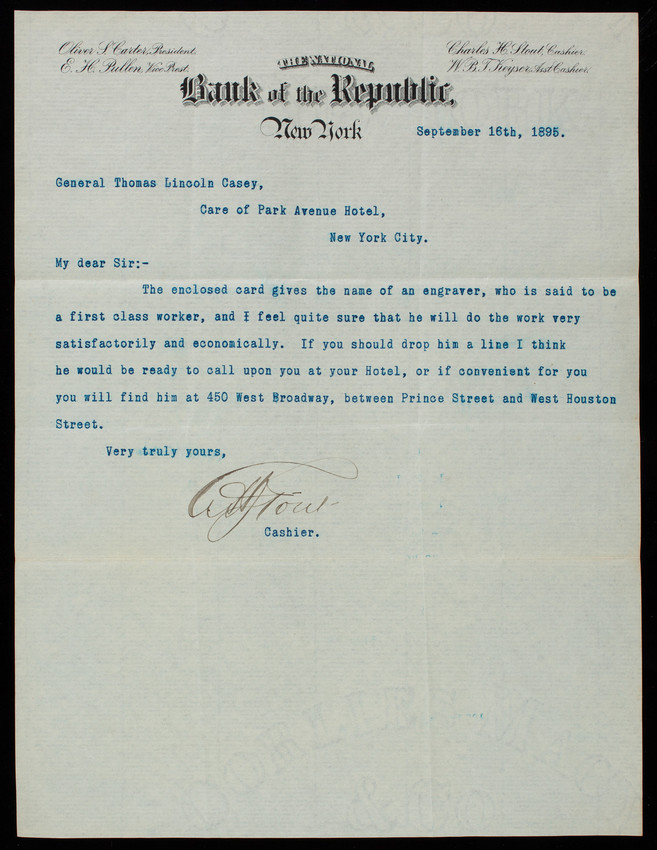 Oliver S. Carter, President.
E. H. Pullen, Vice Prest.
Charles H. Stout, Cashier.
W. B. T. Keyser, Asst Cashier.
THE NATIONAL
Bank of the Republic,
New York
September 16th, 1895.
General Thomas Lincoln Casey,
Care of Park Avenue Hotel,
New York City.
My dear Sir:-
The enclosed card gives the name of an engraver, who is said to be
a first class worker, and I feel quite sure that he will do the work very
satisfactorily and economically. If you should drop him a line I think
he would be ready to call upon you at your Hotel, or if convenient for you
you will find him at 450 West Broadway, between Prince Street and West Houston
Street.
Very truly yours,
C H Stout
Cashier.